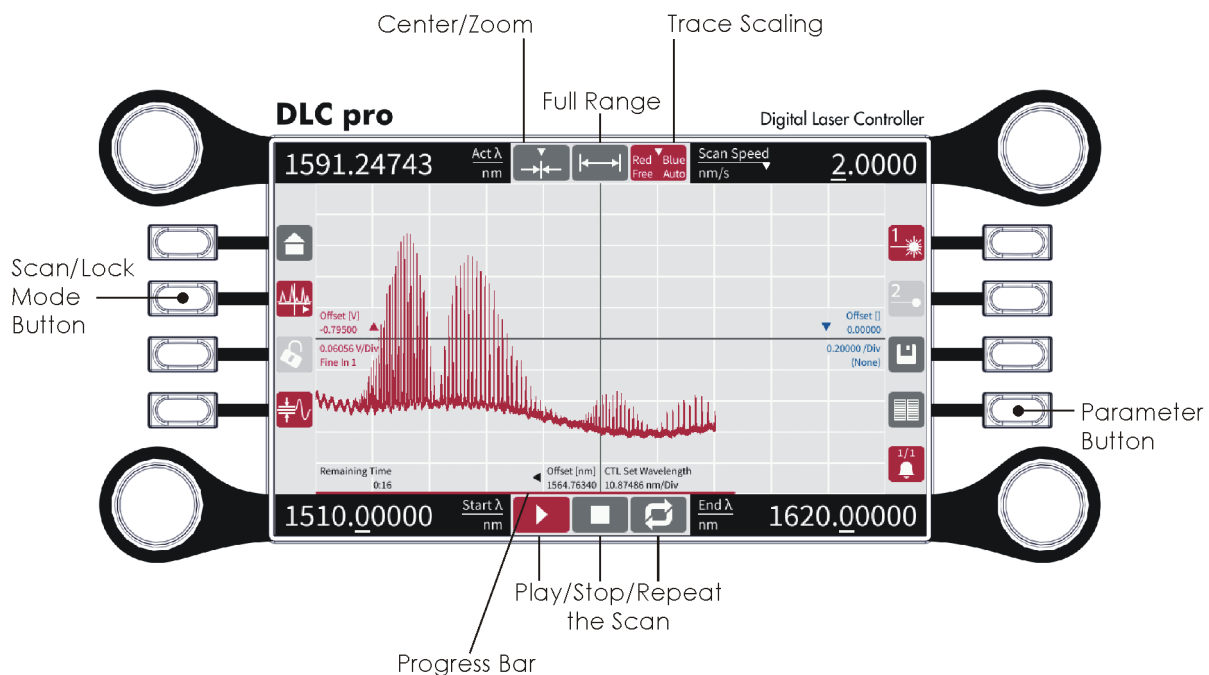 Center/Zoom
Trace Scaling
Full Range
DLC pro
Digital Laser Controller
1591.24743
Act λ
nm
Red Blue
Free Auto
Scan Speed
nm/s
2.0000
Scan/Lock
Mode
Button
1
2
Offset [V]
-0.79500
0.06056 V/Div
Fine In 1
Offset []
0.00000
0.20000 /Div
(None)
Parameter
Button
1/1
Remaining Time
0:16
Offset [nm]
1564.76340
CTL Set Wavelength
10.87486 nm/Div
1510.00000
Start λ
nm
End λ
nm
1620.00000
Play/Stop/Repeat
the Scan
Progress Bar